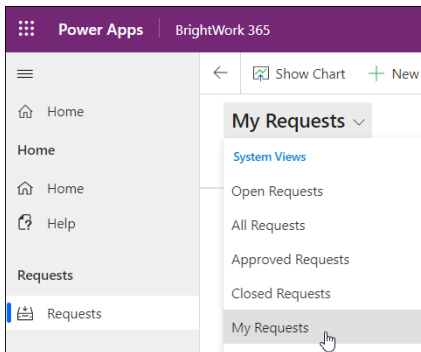 Power Apps BrightWork 365
Show Chart New
Home
My Requests
Home
System Views
Home
Open Requests
Help
All Requests
Approved Requests
Requests
Closed Requests
Requests
My Requests